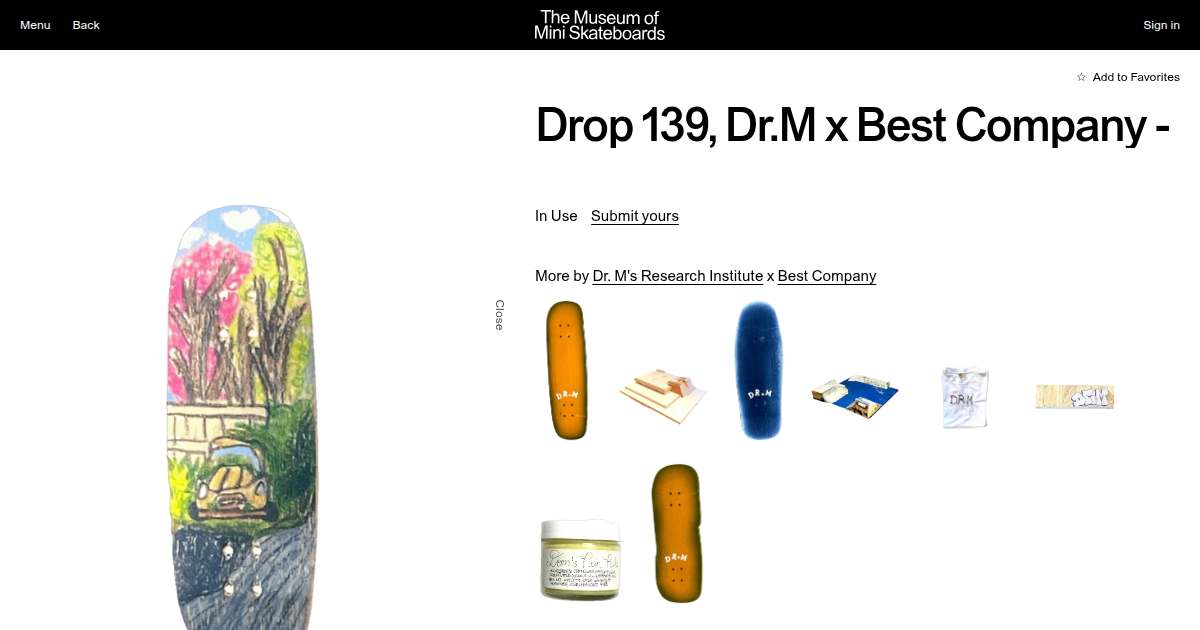 Menu
Back
The Museum of
Mini Skateboards
Sign in
☆ Add to Favorites
Drop 139, Dr.M x Best Company -
In Use
Submit yours
More by Dr. M's Research Institute x Best Company
Close
DR.M
DR.M
DR.M
DR.M